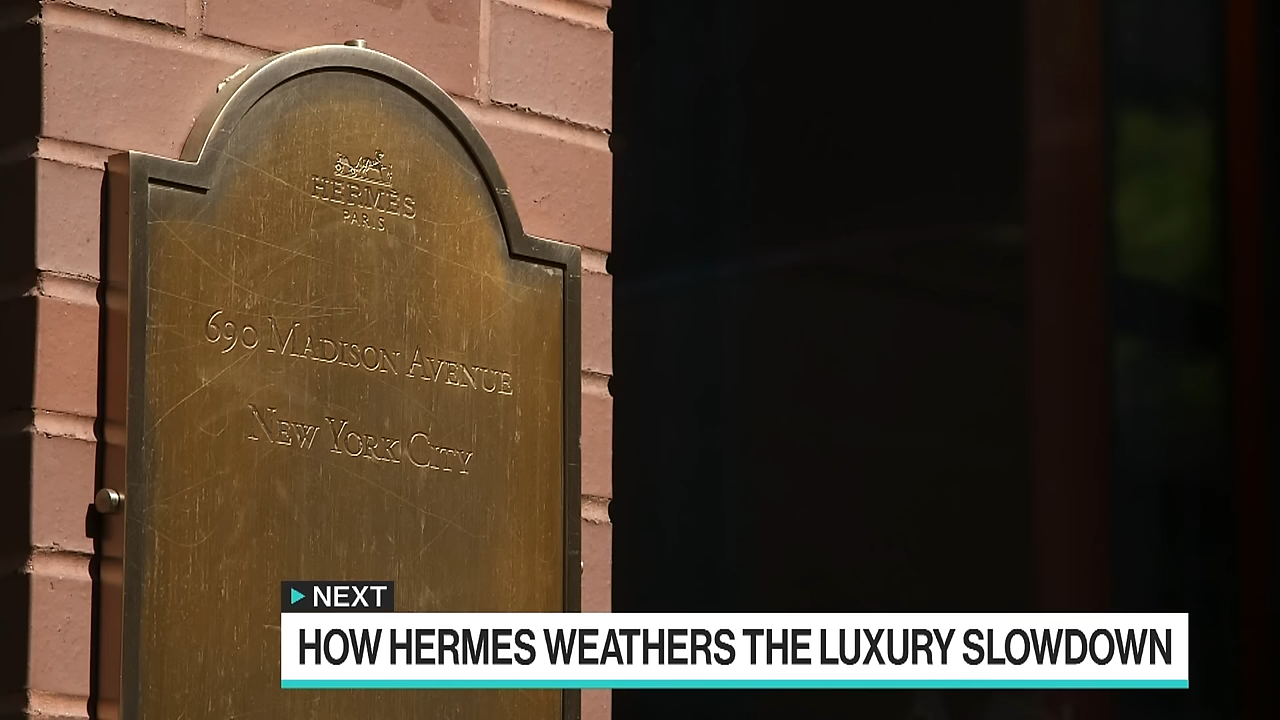 HERMÈS
PARIS
690 MADISON AVENUE
NEW YORK CITY
NEXT
HOW HERMES WEATHERS THE LUXURY SLOWDOWN